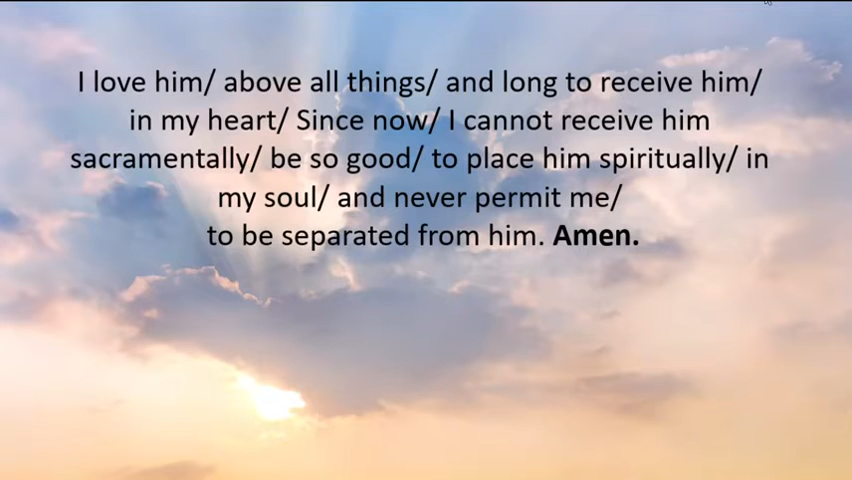 I love him/ above all things/ and long to receive him/
in my heart/ Since now/ I cannot receive him
sacramentally/ be so good/ to place him spiritually/ in
my soul/ and never permit me/
to be separated from him. Amen.